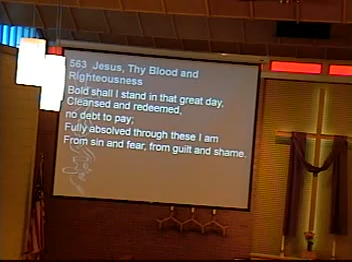 563 Jesus, Thy Blood and
Righteousness
Bold shall I stand in that great day,
Cleansed and redeemed,
no debt to pay;
Fully absolved through these I am
From sin and fear, from guilt and shame.